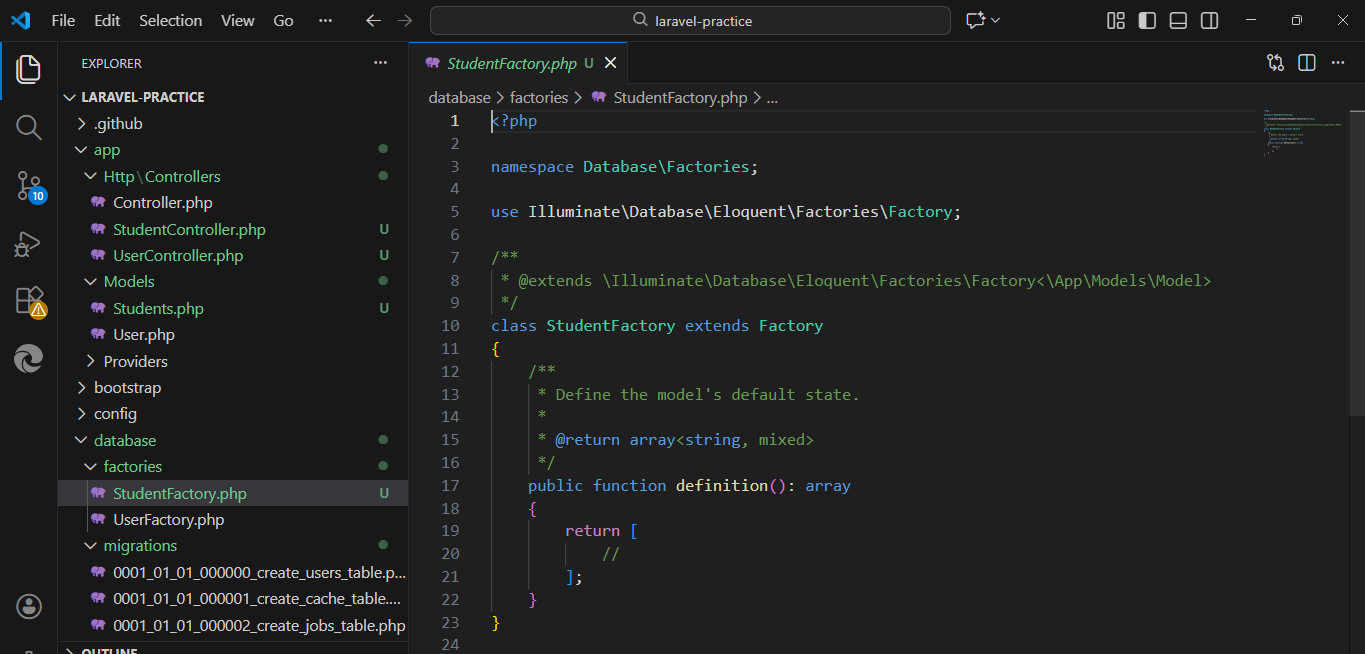 File Edit Selection View Go ...
laravel-practice
EXPLORER
LARAVEL-PRACTICE
.github
app
Http\Controllers
Controller.php
StudentController.php U
UserController.php U
Models
Students.php U
User.php
Providers
bootstrap
config
database
factories
StudentFactory.php U
UserFactory.php
migrations
0001_01_01_000000_create_users_table.p...
0001_01_01_000001_create_cache_table....
0001_01_01_000002_create_jobs_table.php
OUTLINE
10
StudentFactory.php U
database > factories > StudentFactory.php > ...
1 <?php
2
3 namespace Database\Factories;
4
5 use Illuminate\Database\Eloquent\Factories\Factory;
6
7 /**
8  * @extends \Illuminate\Database\Eloquent\Factories\Factory<\App\Models\Model>
9  */
10 class StudentFactory extends Factory
11 {
12     /**
13      * Define the model's default state.
14      *
15      * @return array<string, mixed>
16      */
17     public function definition(): array
18     {
19         return [
20             //
21         ];
22     }
23 }
24